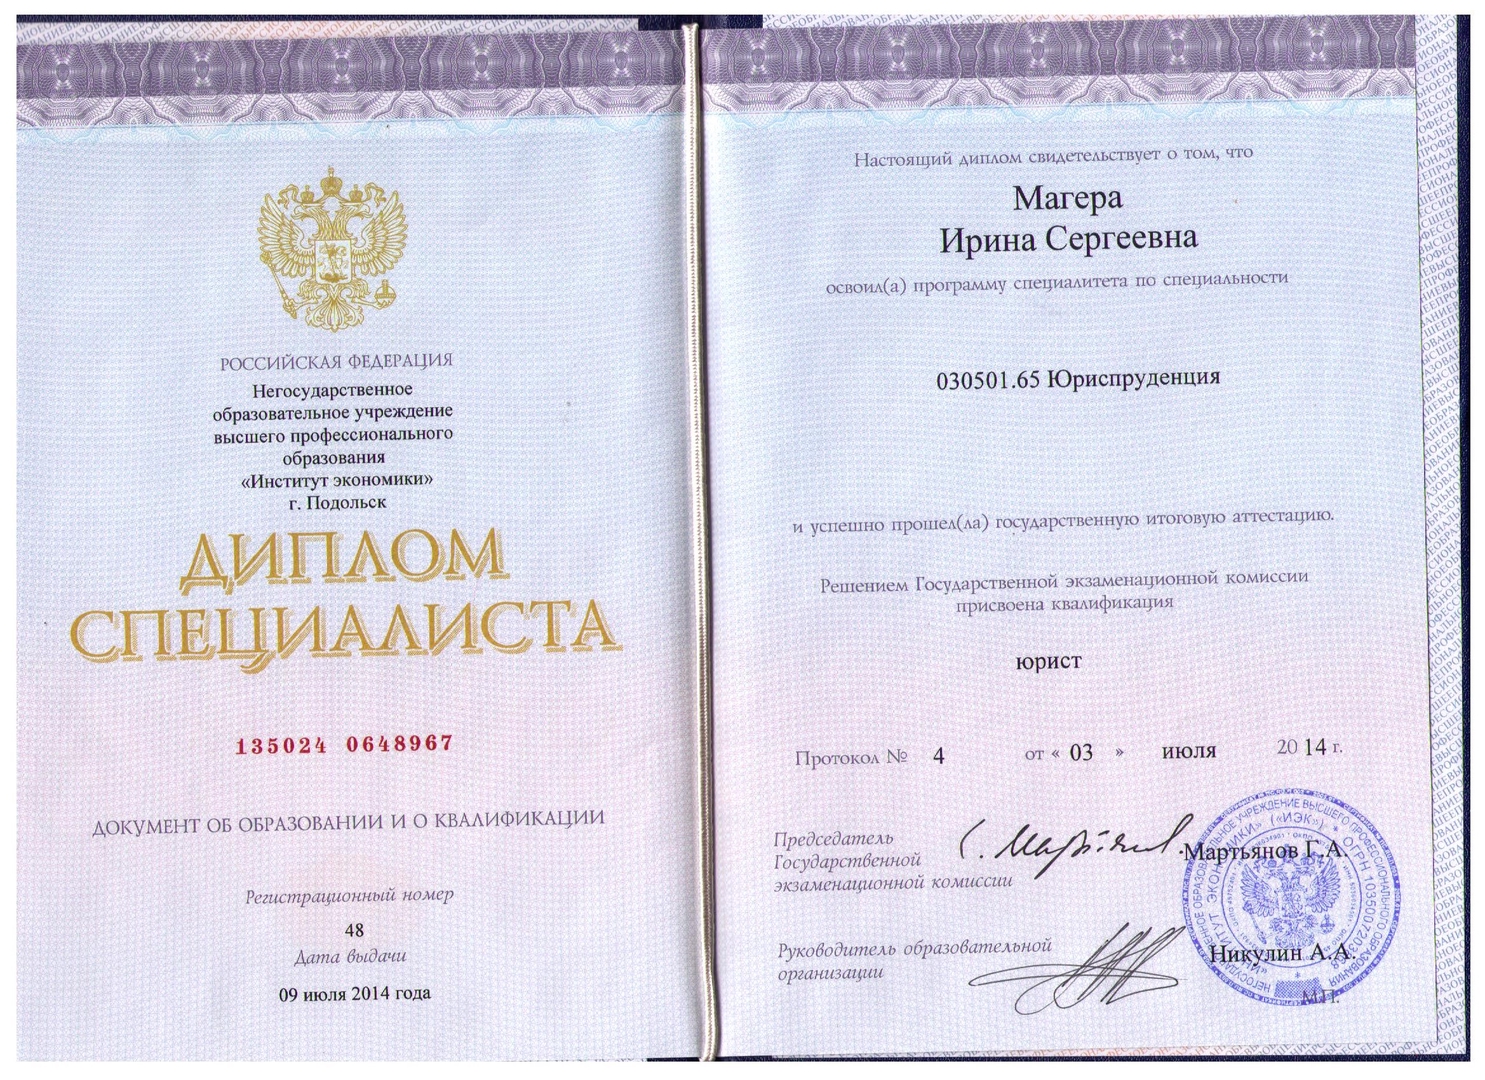 РОССИЙСКАЯ ФЕДЕРАЦИЯ
Негосударственное
образовательное учреждение
высшего профессионального
образования
«Институт экономики»
г. Подольск
ДИПЛОМ
СПЕЦИАЛИСТА
135024 0648967
ДОКУМЕНТ ОБ ОБРАЗОВАНИИ И О КВАЛИФИКАЦИИ
Регистрационный номер
48
Дата выдачи
09 июля 2014 года
Настоящий диплом свидетельствует о том, что
Магера
Ирина Сергеевна
освоил(а) программу специалитета по специальности
030501.65 Юриспруденция
и успешно прошел(ла) государственную итоговую аттестацию.
Решением Государственной экзаменационной комиссии
присвоена квалификация
юрист
Протокол № 4 от « 03 » июля 20 14 г.
Председатель
Государственной
экзаменационной комиссии
Мартьянов Г.А.
Руководитель образовательной
организации
Никулин А.А.
М.П.